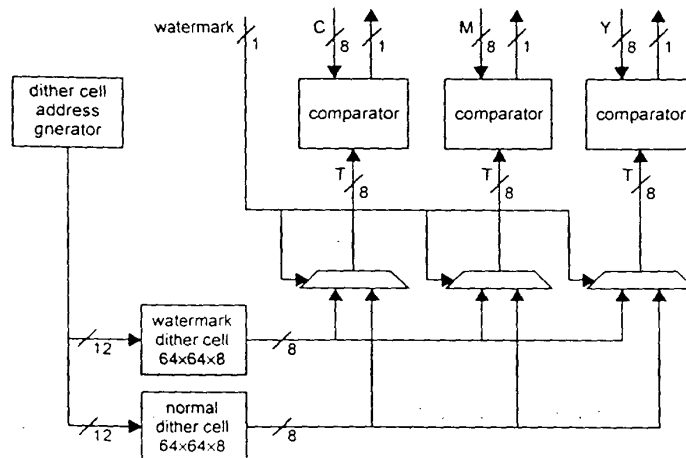 watermark 1 C 8 1 M 8 1 Y 8 1
dither cell
address
gnerator
comparator comparator comparator
T 8 T 8 T 8
watermark
dither cell
64×64×8
12 8
normal
dither cell
64×64×8
12 8